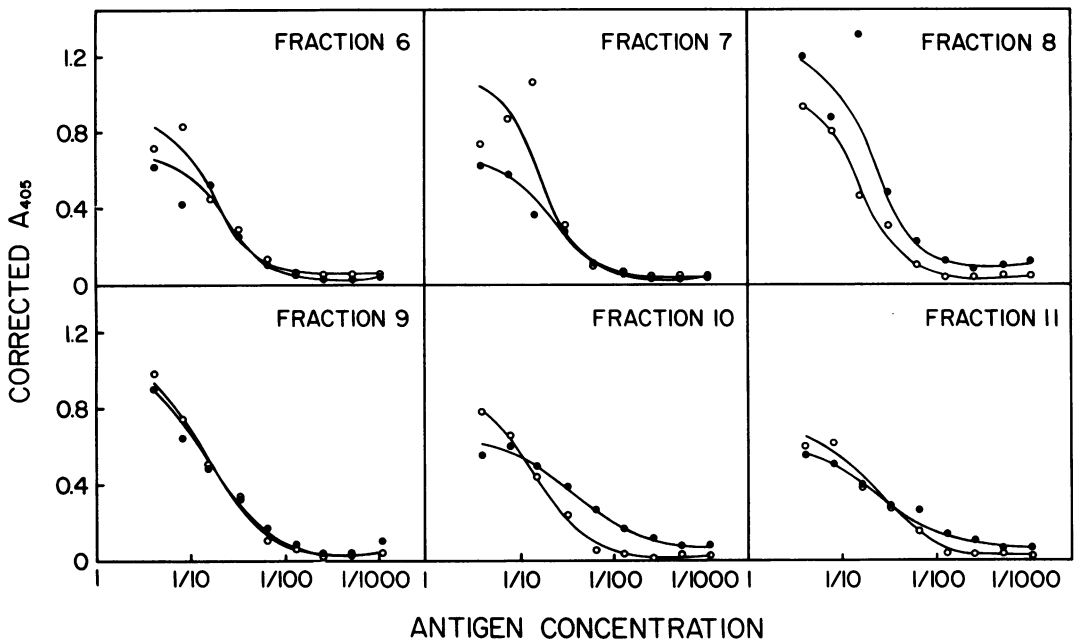 FRACTION 6
FRACTION 7
FRACTION 8
1.2
0.8
0.4
0
FRACTION 9
FRACTION 10
FRACTION 11
1.2
0.8
0.4
0
CORRECTED A405
1 1/10 1/100 1/1000
1 1/10 1/100 1/1000
1 1/10 1/100 1/1000
ANTIGEN CONCENTRATION